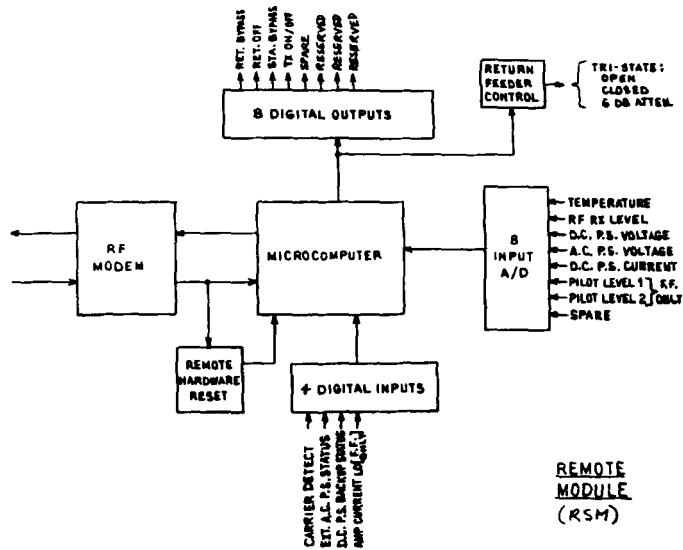 RET. BYPASS
RET. OFF
STA. BYPASS
TX ON/OFF
SPARE
RESERVED
RESERVED
RESERVED
8 DIGITAL OUTPUTS
RETURN
FEEDER
CONTROL
TRI-STATE:
OPEN
CLOSED
6 DB ATTEN.
RF
MODEM
MICROCOMPUTER
8
INPUT
A/D
TEMPERATURE
RF RX LEVEL
D.C. P.S. VOLTAGE
A.C. P.S. VOLTAGE
D.C. P.S. CURRENT
PILOT LEVEL 1
PILOT LEVEL 2
F.F.
ONLY
SPARE
REMOTE
HARDWARE
RESET
4 DIGITAL INPUTS
CARRIER DETECT
EXT. A.C. P.S. STATUS
D.C. P.S. BACKUP STATUS
AMP CURRENT LO
F.F.
ONLY
REMOTE
MODULE
(RSM)